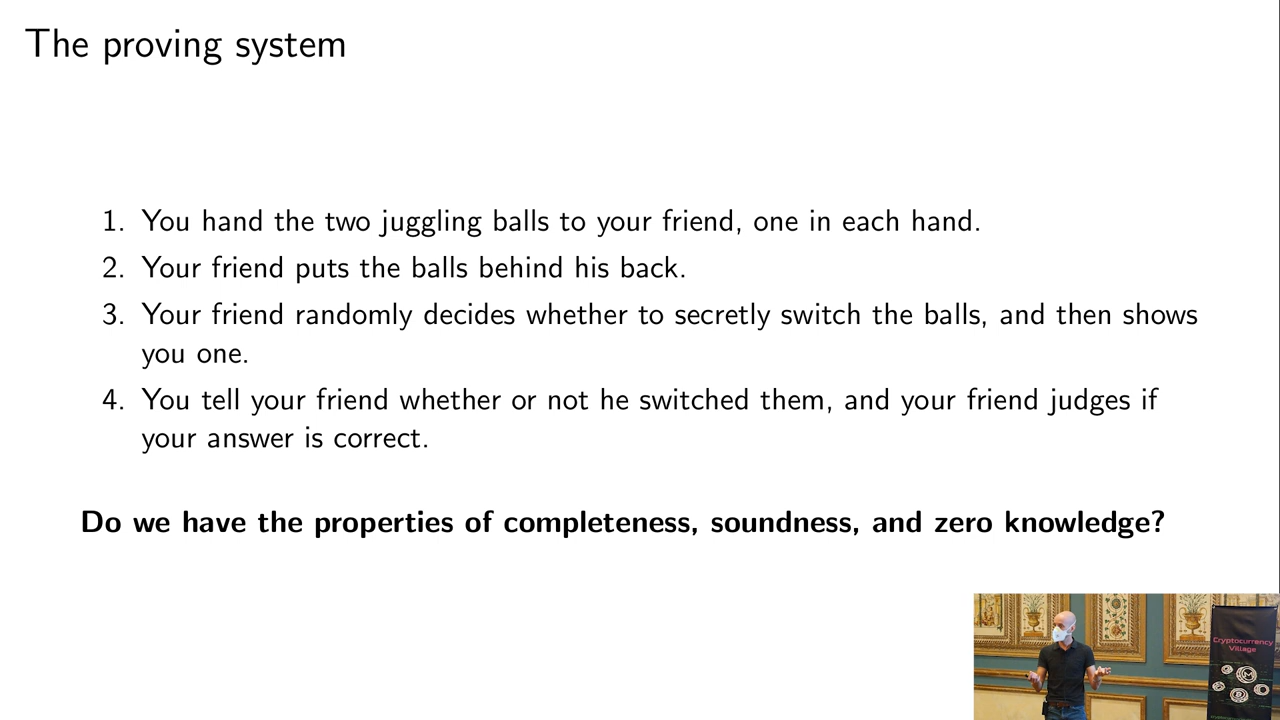 The proving system
1. You hand the two juggling balls to your friend, one in each hand.
2. Your friend puts the balls behind his back.
3. Your friend randomly decides whether to secretly switch the balls, and then shows
you one.
4. You tell your friend whether or not he switched them, and your friend judges if
your answer is correct.
Do we have the properties of completeness, soundness, and zero knowledge?
Cryptocurrency
Village